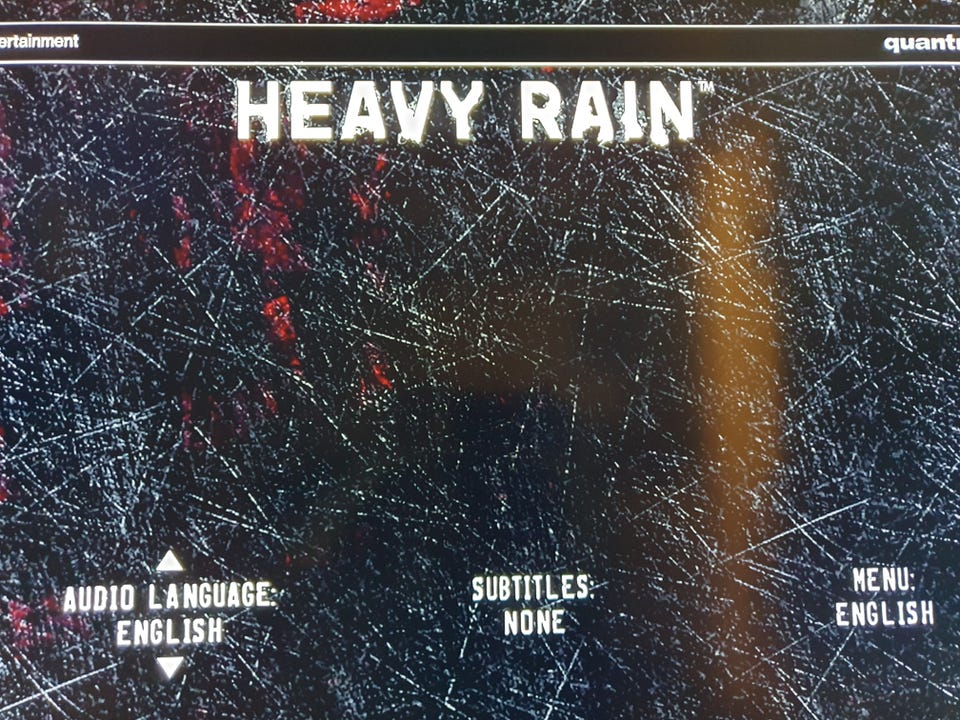 ertainment
quant
HEAVY RAIN™
AUDIO LANGUAGE:
ENGLISH
SUBTITLES:
NONE
MENU:
ENGLISH